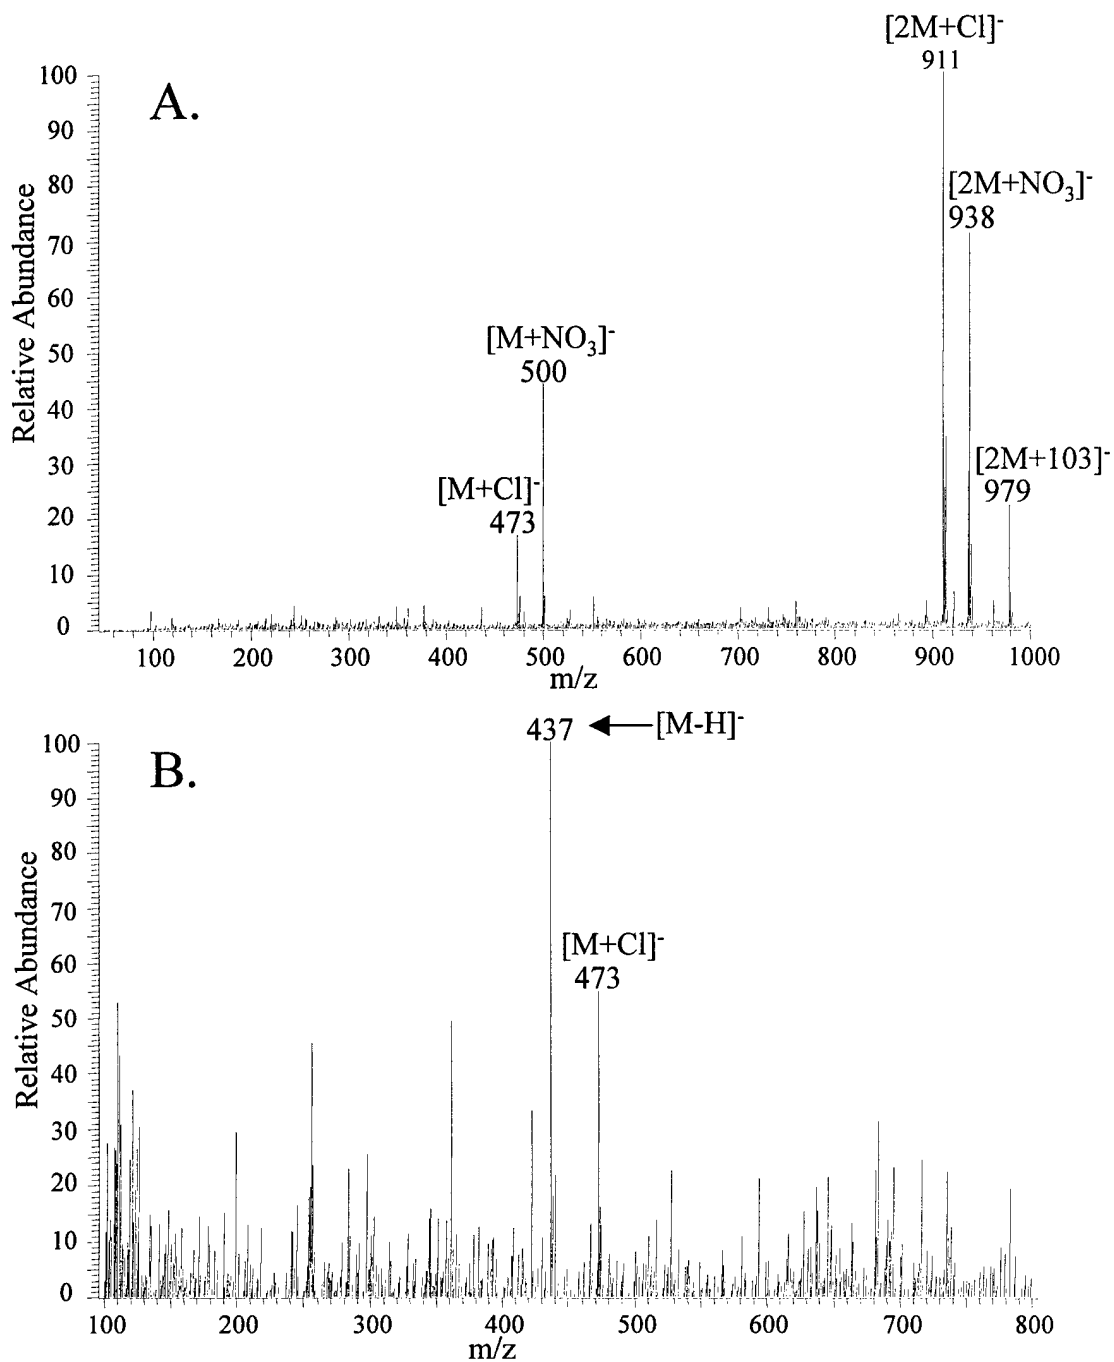 [2M+Cl]-
911
100
A.
90
80
[2M+NO3]-
938
70
60
[M+NO3]-
500
50
40
[2M+103]-
979
30
[M+Cl]-
473
20
10
0
Relative Abundance
100 200 300 400 500 600 700 800 900 1000
m/z
437 [M-H]-
100
B.
90
80
70
[M+Cl]-
473
60
50
40
30
20
10
0
Relative Abundance
100 200 300 400 500 600 700 800
m/z